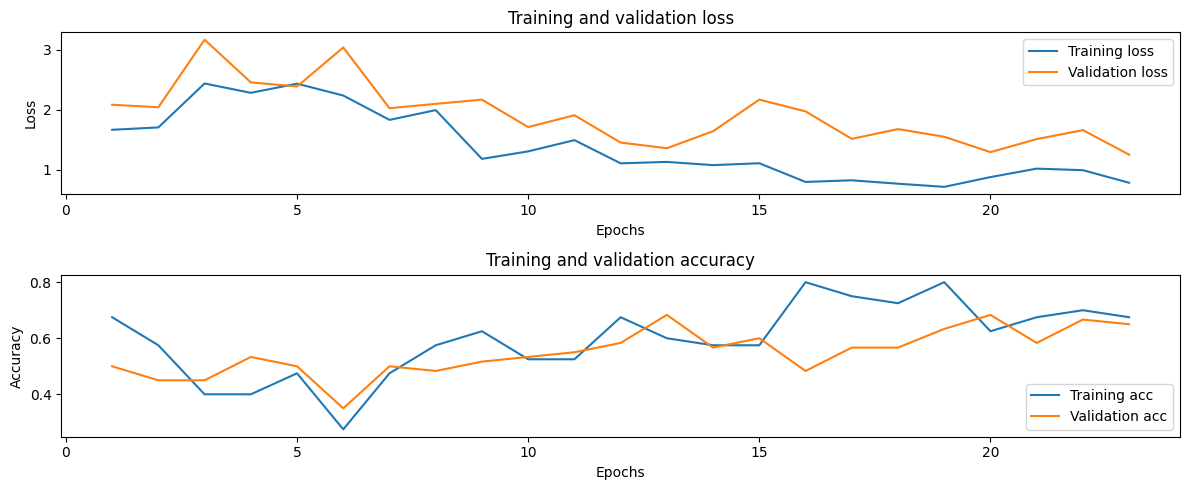 Training and validation loss
Loss
3
2
1
Training loss
Validation loss
0 5 10 15 20
Epochs
Training and validation accuracy
Accuracy
0.8
0.6
0.4
Training acc
Validation acc
0 5 10 15 20
Epochs